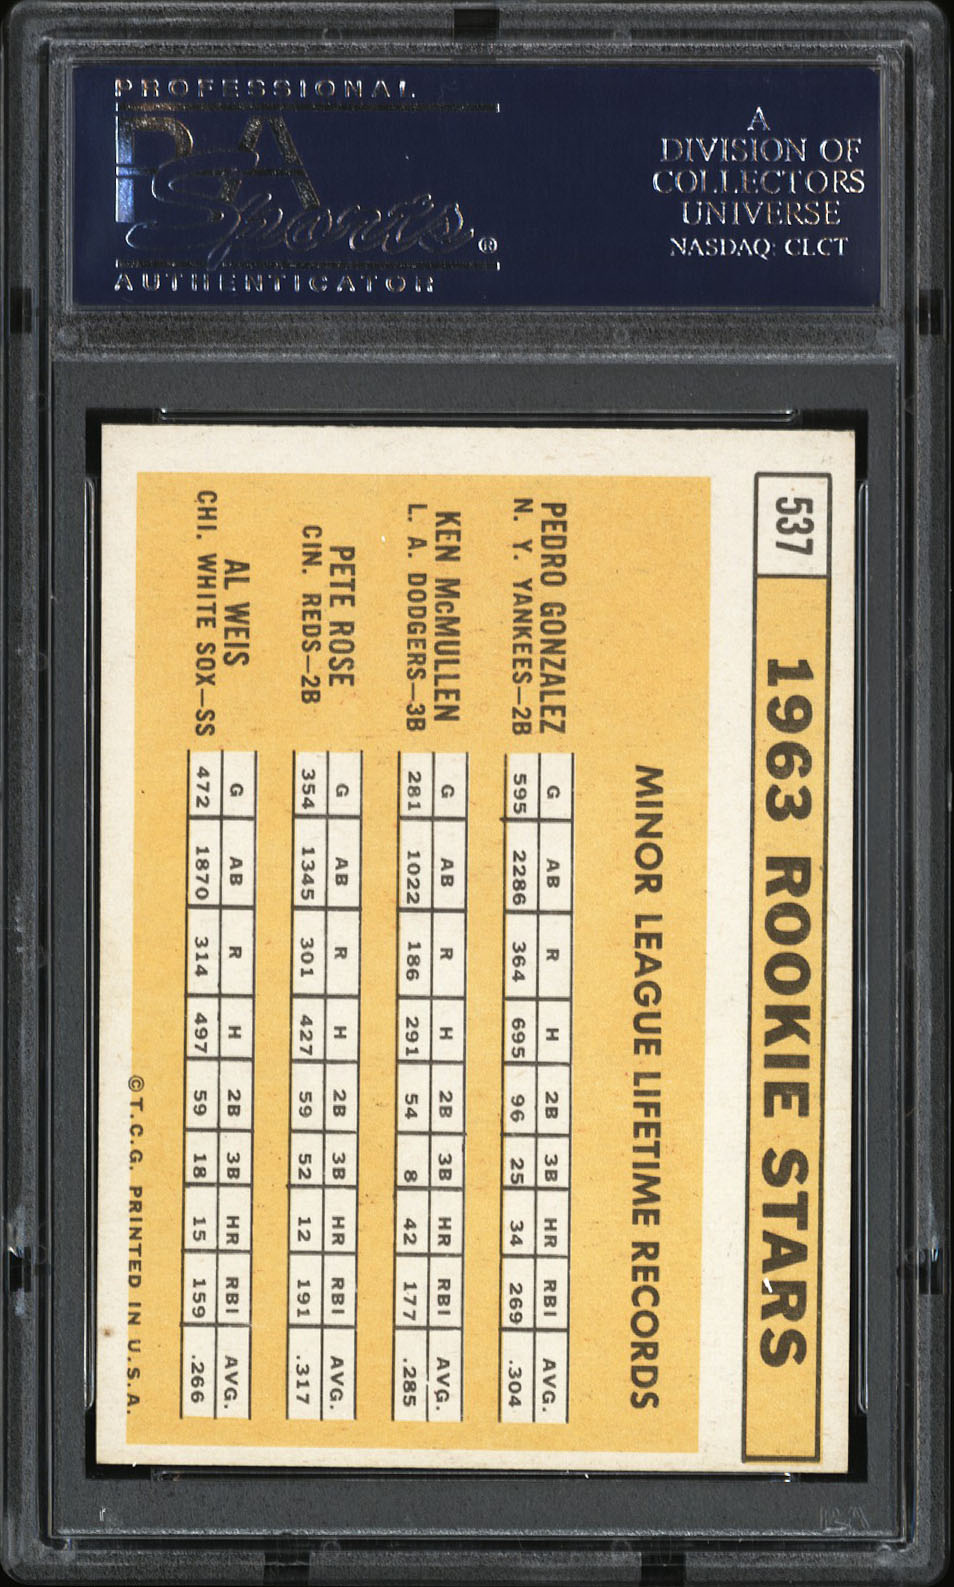 PROFESSIONAL
PSA
Sports®
AUTHENTICATOR
A
DIVISION OF
COLLECTORS
UNIVERSE
NASDAQ: CLCT
537 1963 ROOKIE STARS
MINOR LEAGUE LIFETIME RECORDS
PEDRO GONZALEZ G AB R H 2B 3B HR RBI AVG.
N. Y. YANKEES—2B 595 2286 364 695 96 25 34 269 .304
KEN McMULLEN G AB R H 2B 3B HR RBI AVG.
L. A. DODGERS—3B 281 1022 186 291 54 8 42 177 .285
PETE ROSE G AB R H 2B 3B HR RBI AVG.
CIN. REDS—2B 354 1345 301 427 59 52 12 191 .317
AL WEIS G AB R H 2B 3B HR RBI AVG.
CHI. WHITE SOX—SS 472 1870 314 497 59 18 15 159 .266
©T.C.G. PRINTED IN U.S.A.